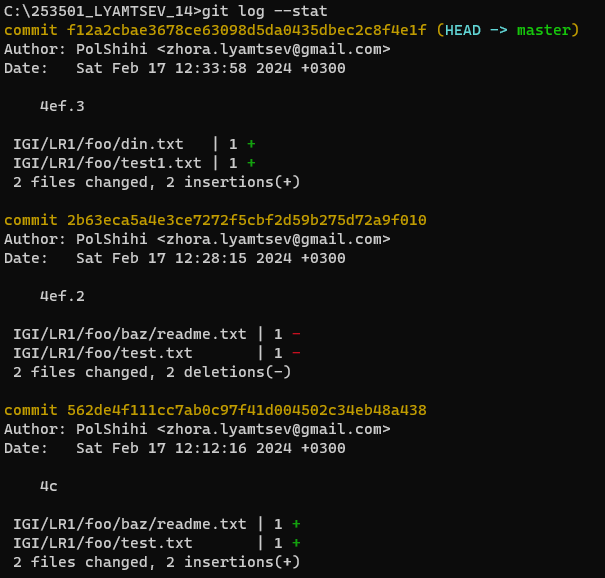 C:\253501_LYAMTSEV_14>git log --stat
commit f12a2cbae3678ce63098d5da0435dbec2c8f4e1f (HEAD -> master)
Author: PolShihi <zhora.lyamtsev@gmail.com>
Date:   Sat Feb 17 12:33:58 2024 +0300
4ef.3
IGI/LR1/foo/din.txt   | 1 +
IGI/LR1/foo/test1.txt | 1 +
2 files changed, 2 insertions(+)
commit 2b63eca5a4e3ce7272f5cbf2d59b275d72a9f010
Author: PolShihi <zhora.lyamtsev@gmail.com>
Date:   Sat Feb 17 12:28:15 2024 +0300
4ef.2
IGI/LR1/foo/baz/readme.txt | 1 -
IGI/LR1/foo/test.txt       | 1 -
2 files changed, 2 deletions(-)
commit 562de4f111cc7ab0c97f41d004502c34eb48a438
Author: PolShihi <zhora.lyamtsev@gmail.com>
Date:   Sat Feb 17 12:12:16 2024 +0300
4c
IGI/LR1/foo/baz/readme.txt | 1 +
IGI/LR1/foo/test.txt       | 1 +
2 files changed, 2 insertions(+)